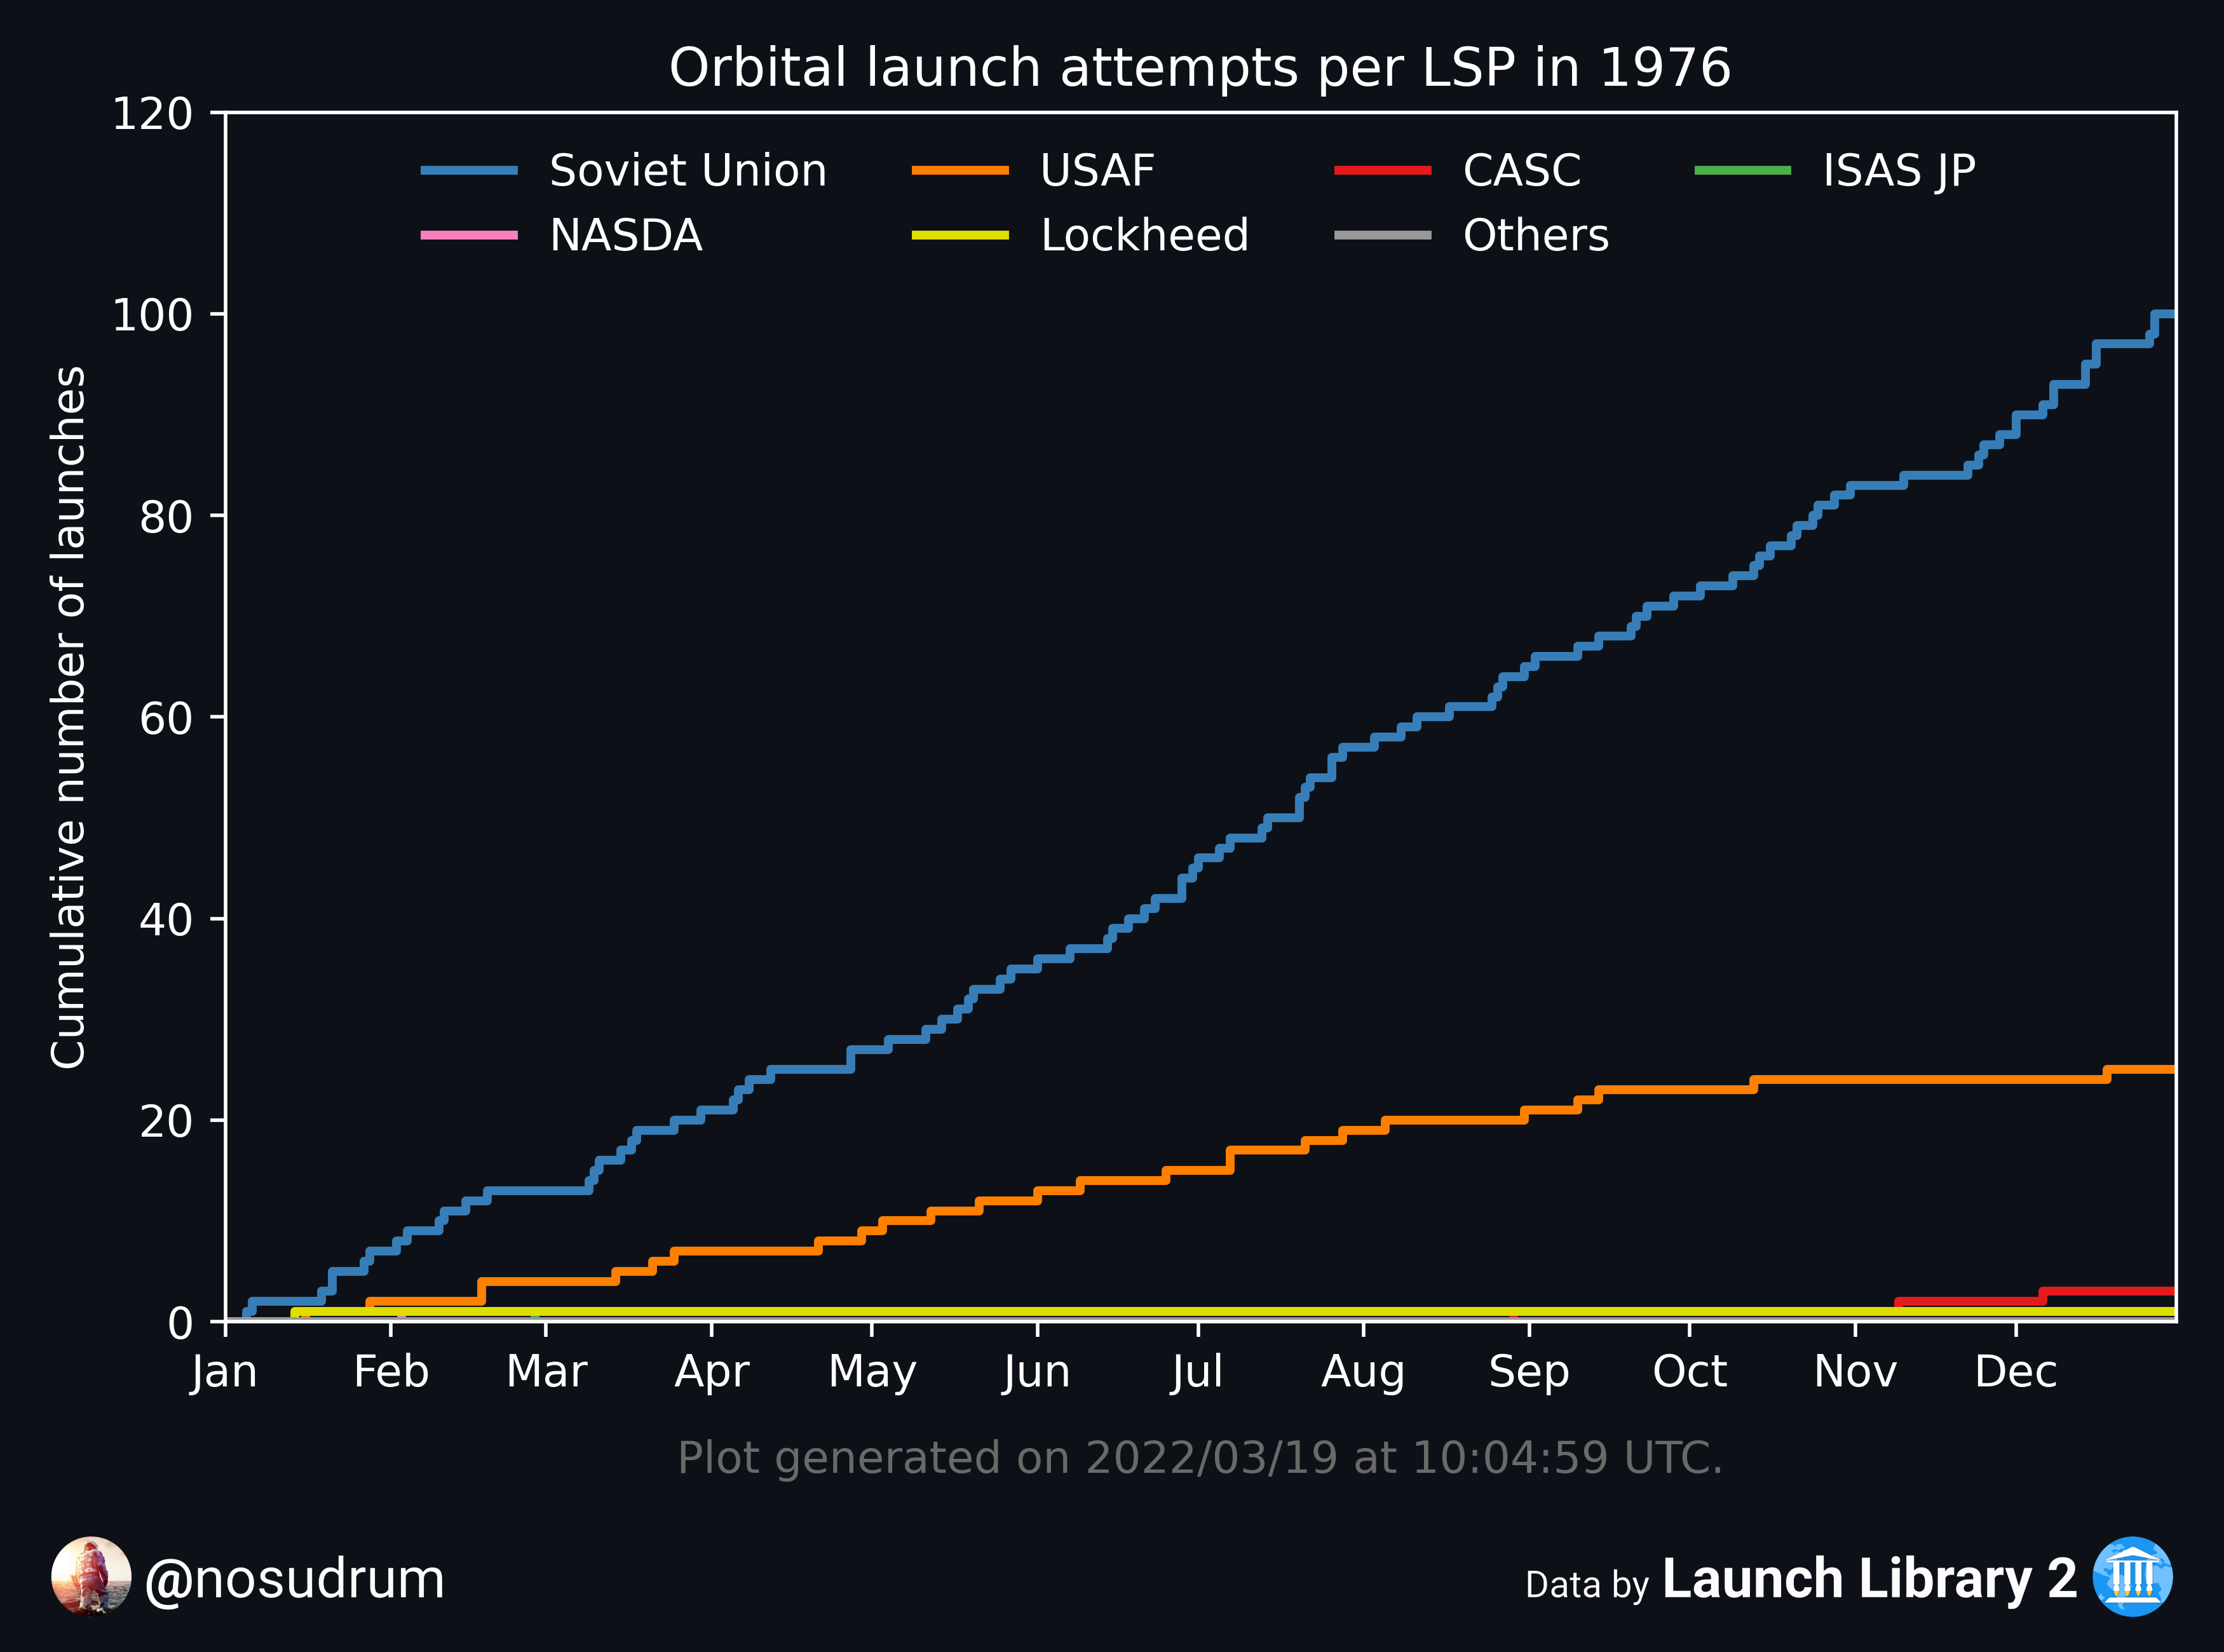 Orbital launch attempts per LSP in 1976
120
Soviet Union USAF CASC ISAS JP
NASDA Lockheed Others
100
80
60
40
20
0
Cumulative number of launches
Jan Feb Mar Apr May Jun Jul Aug Sep Oct Nov Dec
Plot generated on 2022/03/19 at 10:04:59 UTC.
@nosudrum
Data by Launch Library 2